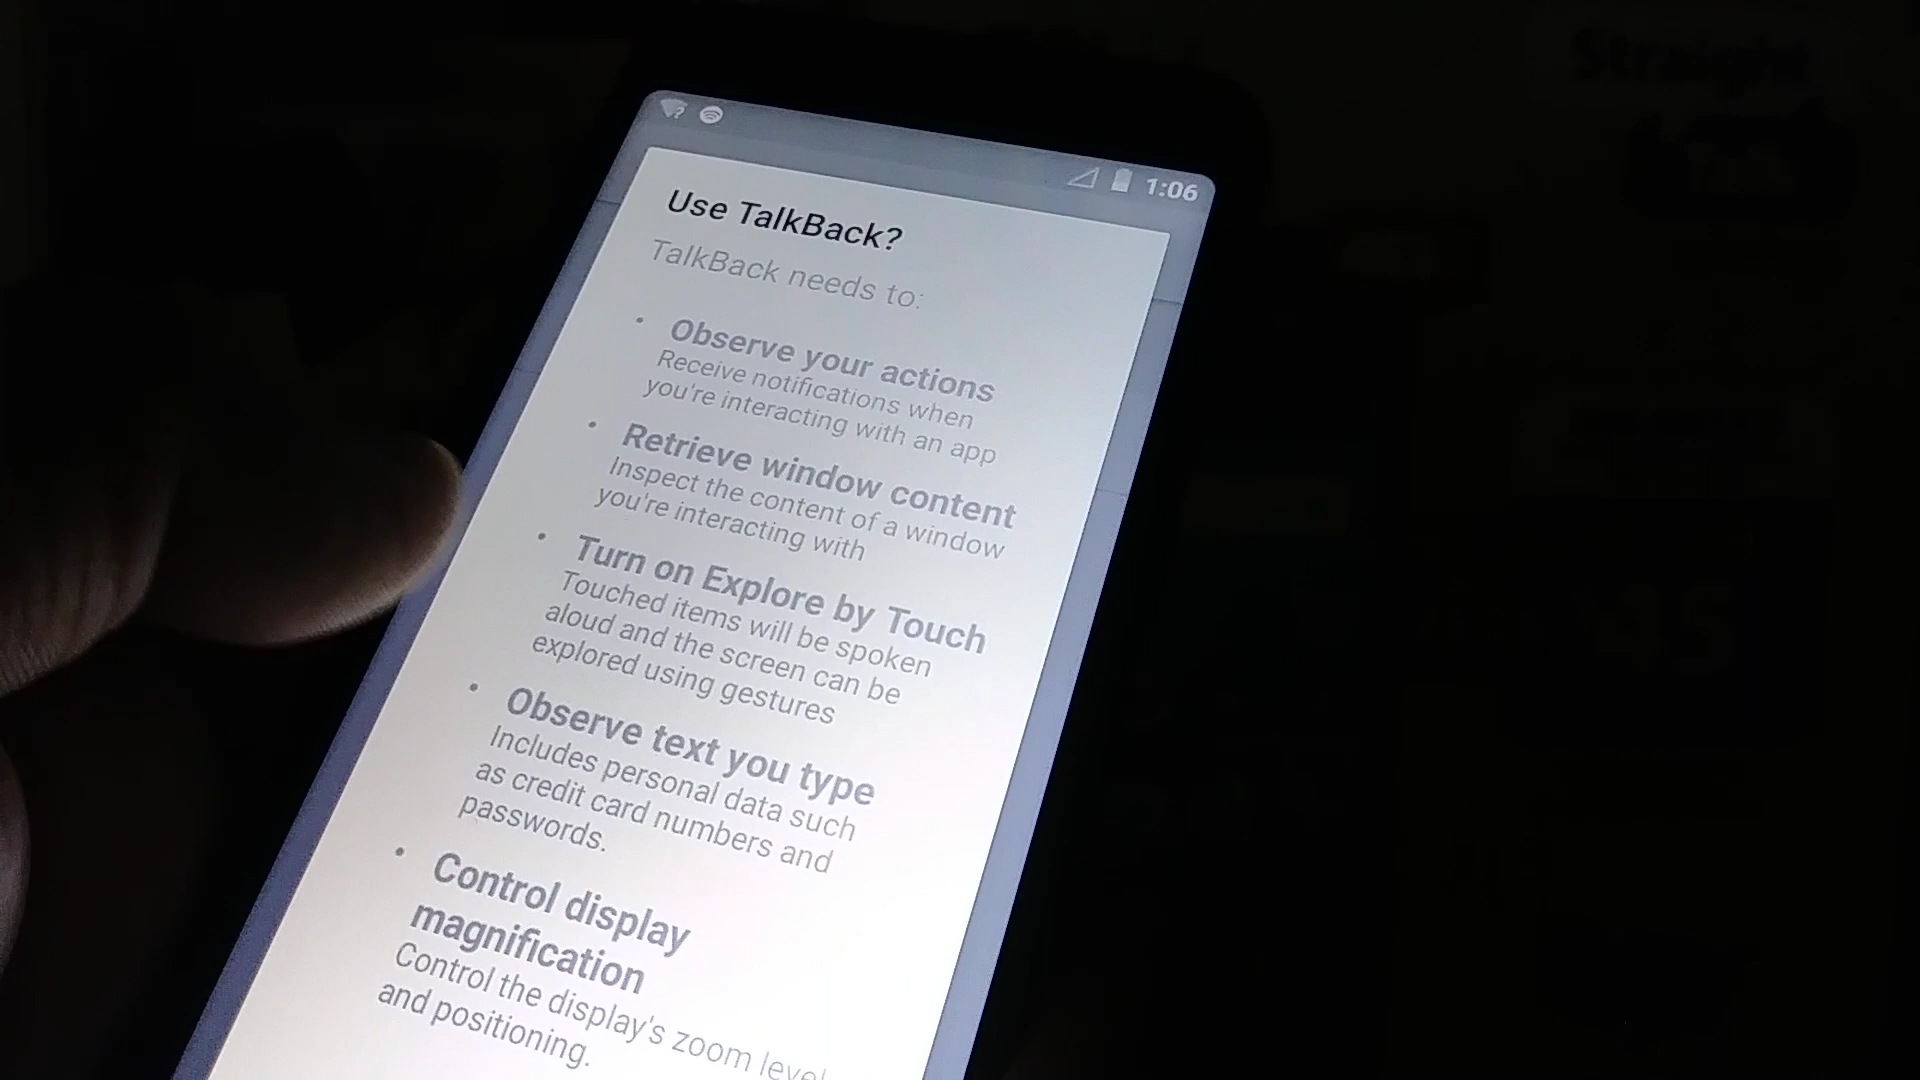 Straight
1:06
Use TalkBack?
TalkBack needs to:
• Observe your actions
Receive notifications when
you're interacting with an app
• Retrieve window content
Inspect the content of a window
you're interacting with
• Turn on Explore by Touch
Touched items will be spoken
aloud and the screen can be
explored using gestures
• Observe text you type
Includes personal data such
as credit card numbers and
passwords.
• Control display
magnification
Control the display's zoom level
and positioning.